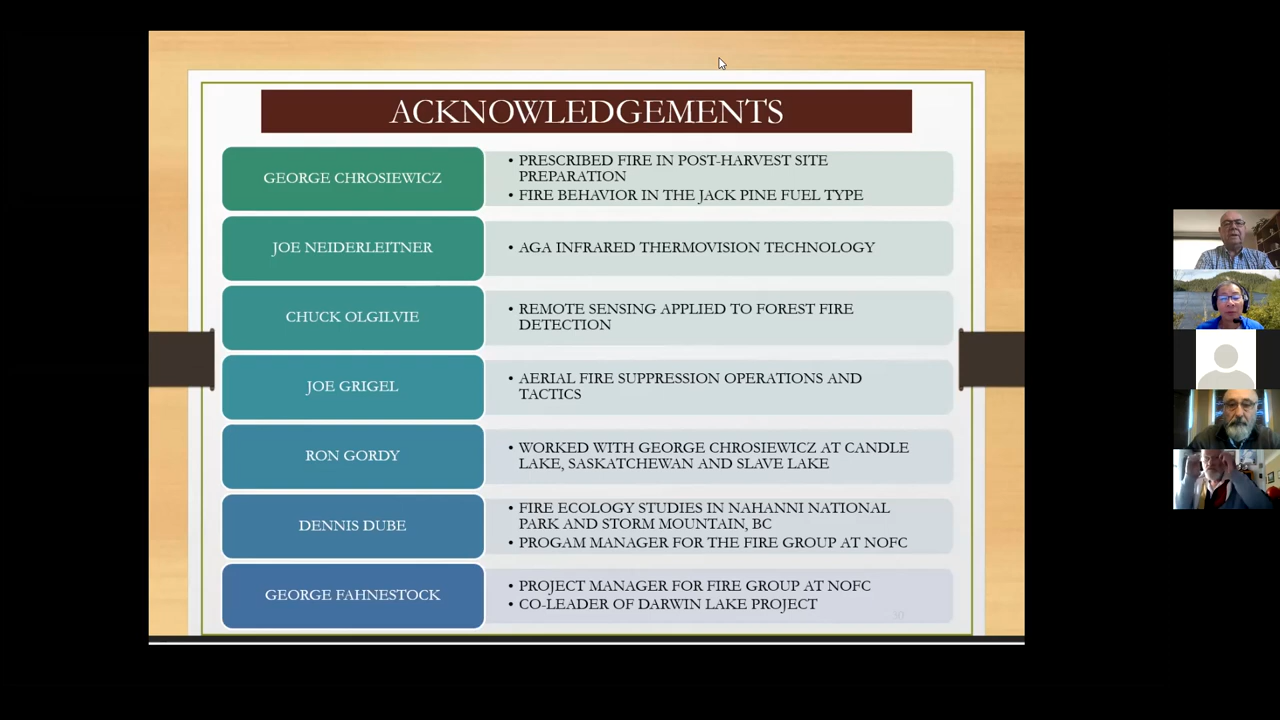 ACKNOWLEDGEMENTS
GEORGE CHROSIEWICZ
• PRESCRIBED FIRE IN POST-HARVEST SITE
PREPARATION
• FIRE BEHAVIOR IN THE JACK PINE FUEL TYPE
JOE NEIDERLEITNER
• AGA INFRARED THERMOVISION TECHNOLOGY
CHUCK OLGILVIE
• REMOTE SENSING APPLIED TO FOREST FIRE
DETECTION
JOE GRIGEL
• AERIAL FIRE SUPPRESSION OPERATIONS AND
TACTICS
RON GORDY
• WORKED WITH GEORGE CHROSIEWICZ AT CANDLE
LAKE, SASKATCHEWAN AND SLAVE LAKE
DENNIS DUBE
• FIRE ECOLOGY STUDIES IN NAHANNI NATIONAL
PARK AND STORM MOUNTAIN, BC
• PROGAM MANAGER FOR THE FIRE GROUP AT NOFC
GEORGE FAHNESTOCK
• PROJECT MANAGER FOR FIRE GROUP AT NOFC
• CO-LEADER OF DARWIN LAKE PROJECT
30